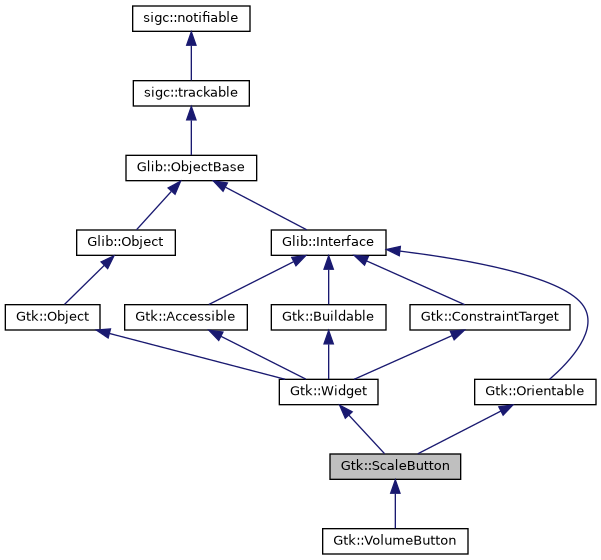 sigc::notifiable
sigc::trackable
Glib::ObjectBase
Glib::Object
Glib::Interface
Gtk::Object
Gtk::Accessible
Gtk::Buildable
Gtk::ConstraintTarget
Gtk::Widget
Gtk::Orientable
Gtk::ScaleButton
Gtk::VolumeButton